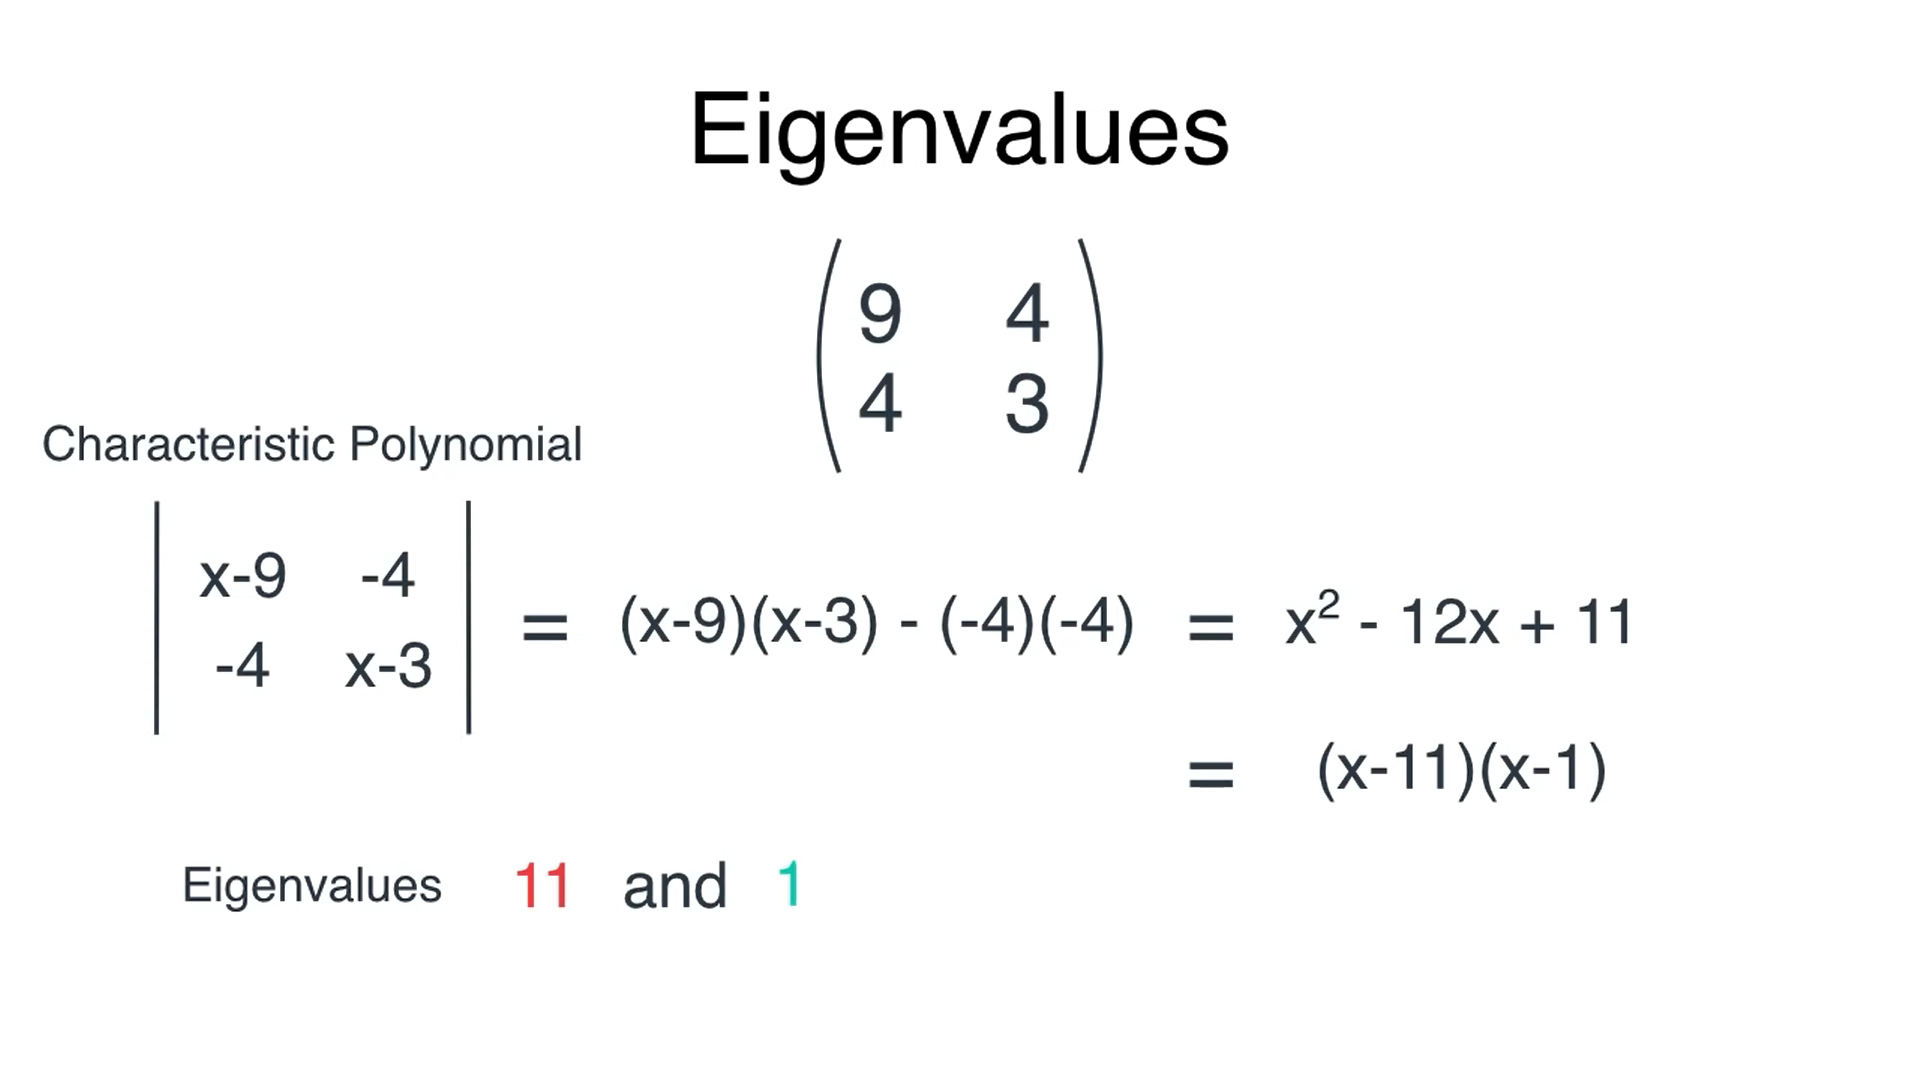 Eigenvalues
9 4
4 3
Characteristic Polynomial
x-9 -4
-4 x-3
= (x-9)(x-3) - (-4)(-4) = x² - 12x + 11
= (x-11)(x-1)
Eigenvalues 11 and 1